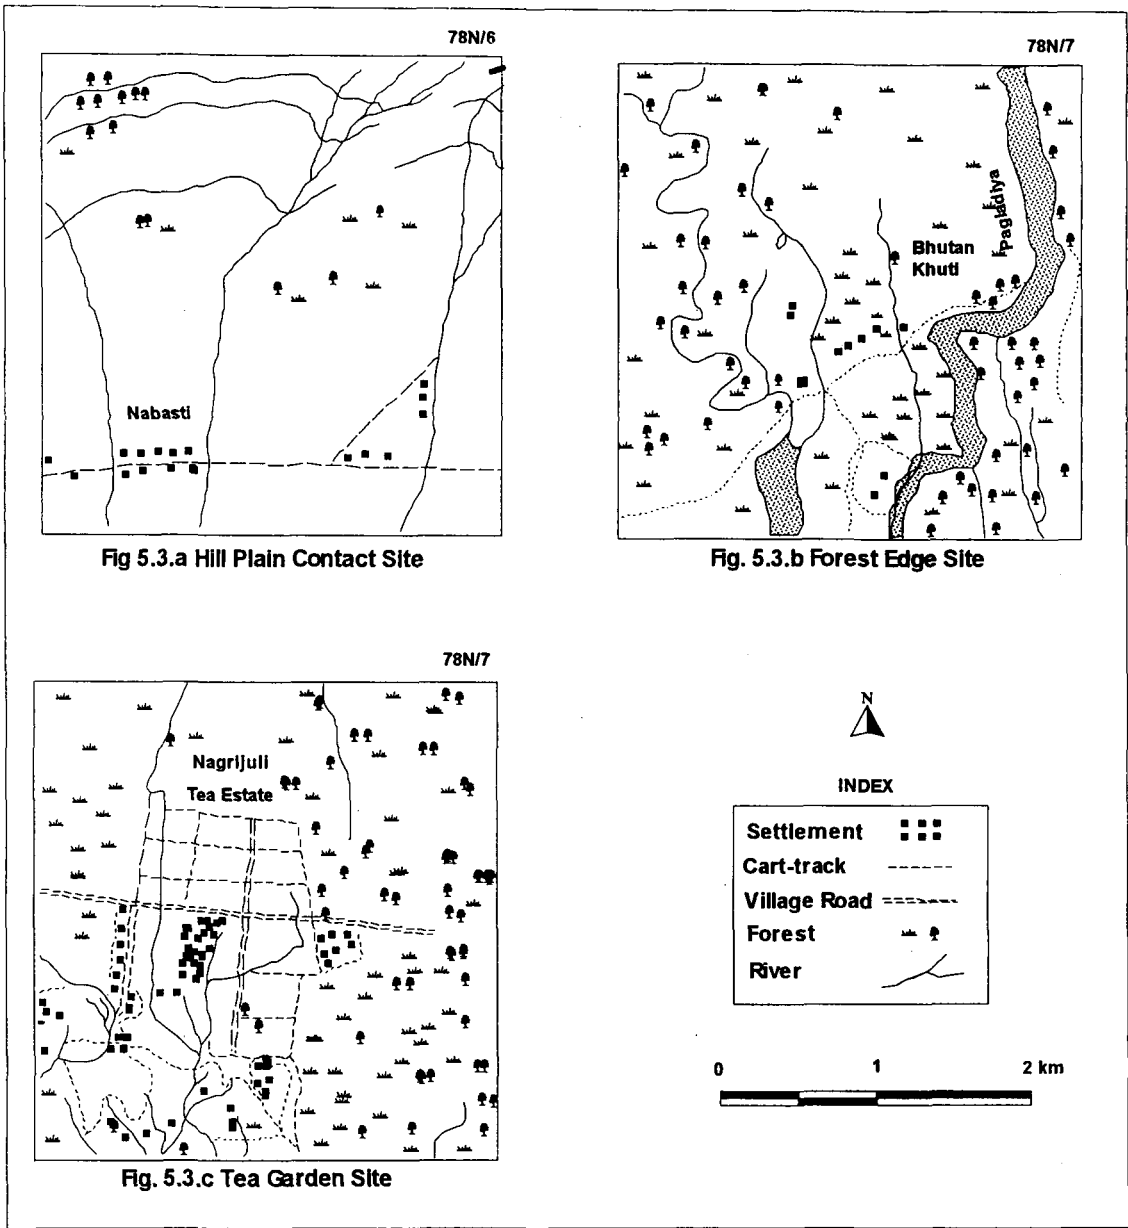 78N/6
Nabasti
Fig 5.3.a Hill Plain Contact Site
78N/7
Pagladiya
Bhutan
Khuti
Fig. 5.3.b Forest Edge Site
78N/7
Nagrijuli
Tea Estate
Fig. 5.3.c Tea Garden Site
N
INDEX
Settlement
Cart-track
Village Road
Forest
River
0 1 2 km